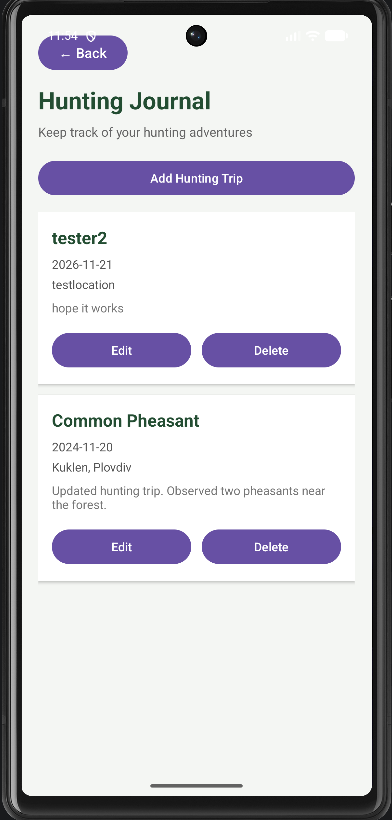 11:34
← Back
Hunting Journal
Keep track of your hunting adventures
Add Hunting Trip
tester2
2026-11-21
testlocation
hope it works
Edit
Delete
Common Pheasant
2024-11-20
Kuklen, Plovdiv
Updated hunting trip. Observed two pheasants near
the forest.
Edit
Delete